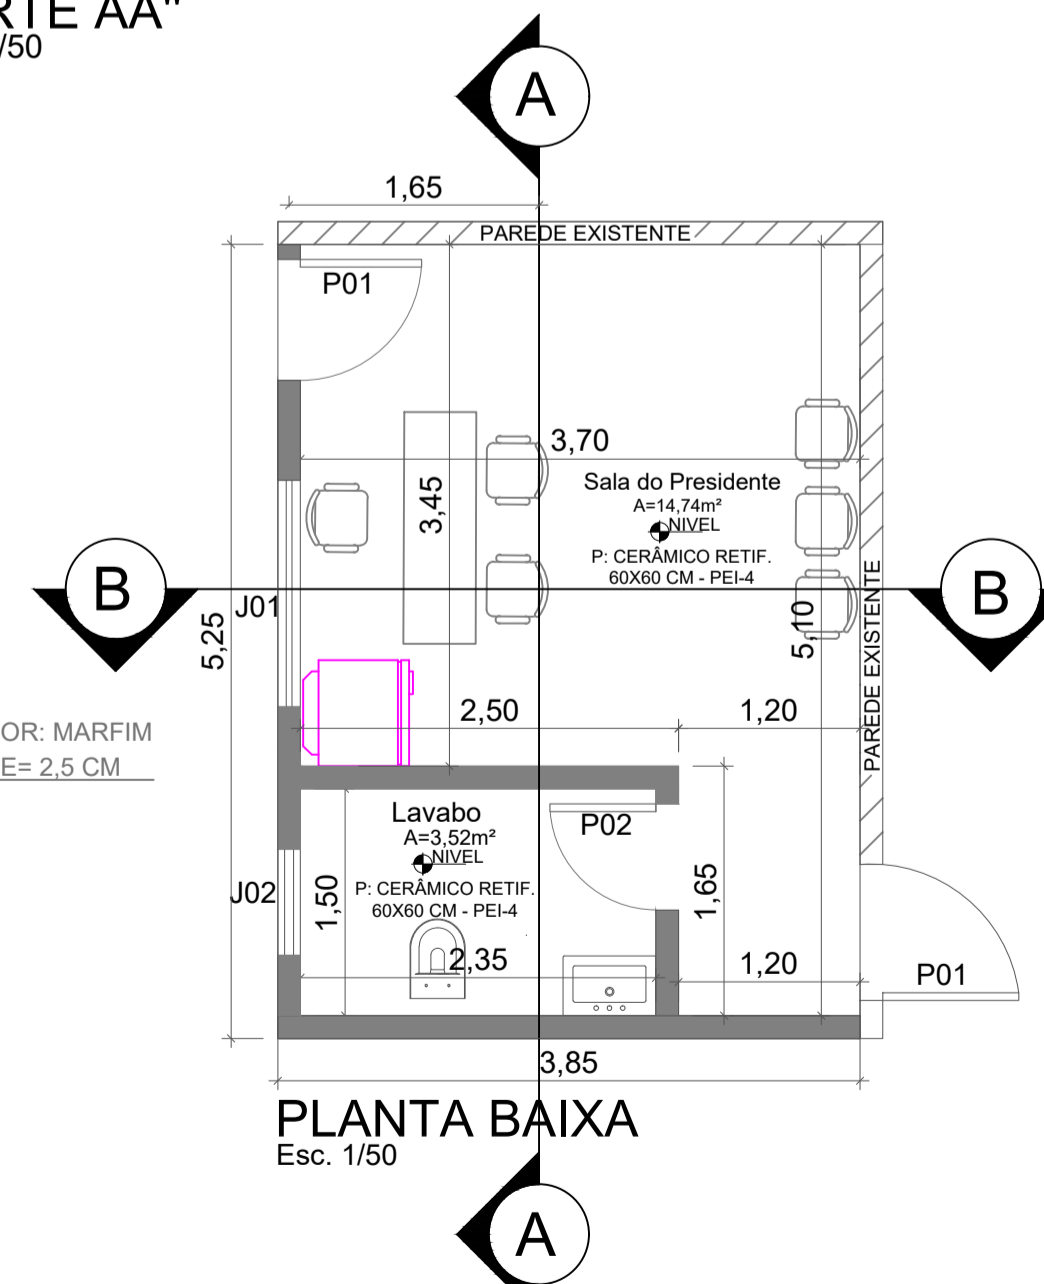 RTE AA"
/50
A
1,65
PAREDE EXISTENTE
P01
3,70
Sala do Presidente
A=14,74m²
NIVEL
P: CERÂMICO RETIF.
60X60 CM - PEI-4
3,45
B
J01
5,25
5,10
PAREDE EXISTENTE
B
OR: MARFIM
E= 2,5 CM
2,50
1,20
Lavabo
A=3,52m²
NIVEL
P: CERÂMICO RETIF.
60X60 CM - PEI-4
P02
J02
1,50
1,65
2,35
1,20
P01
3,85
PLANTA BAIXA
Esc. 1/50
A